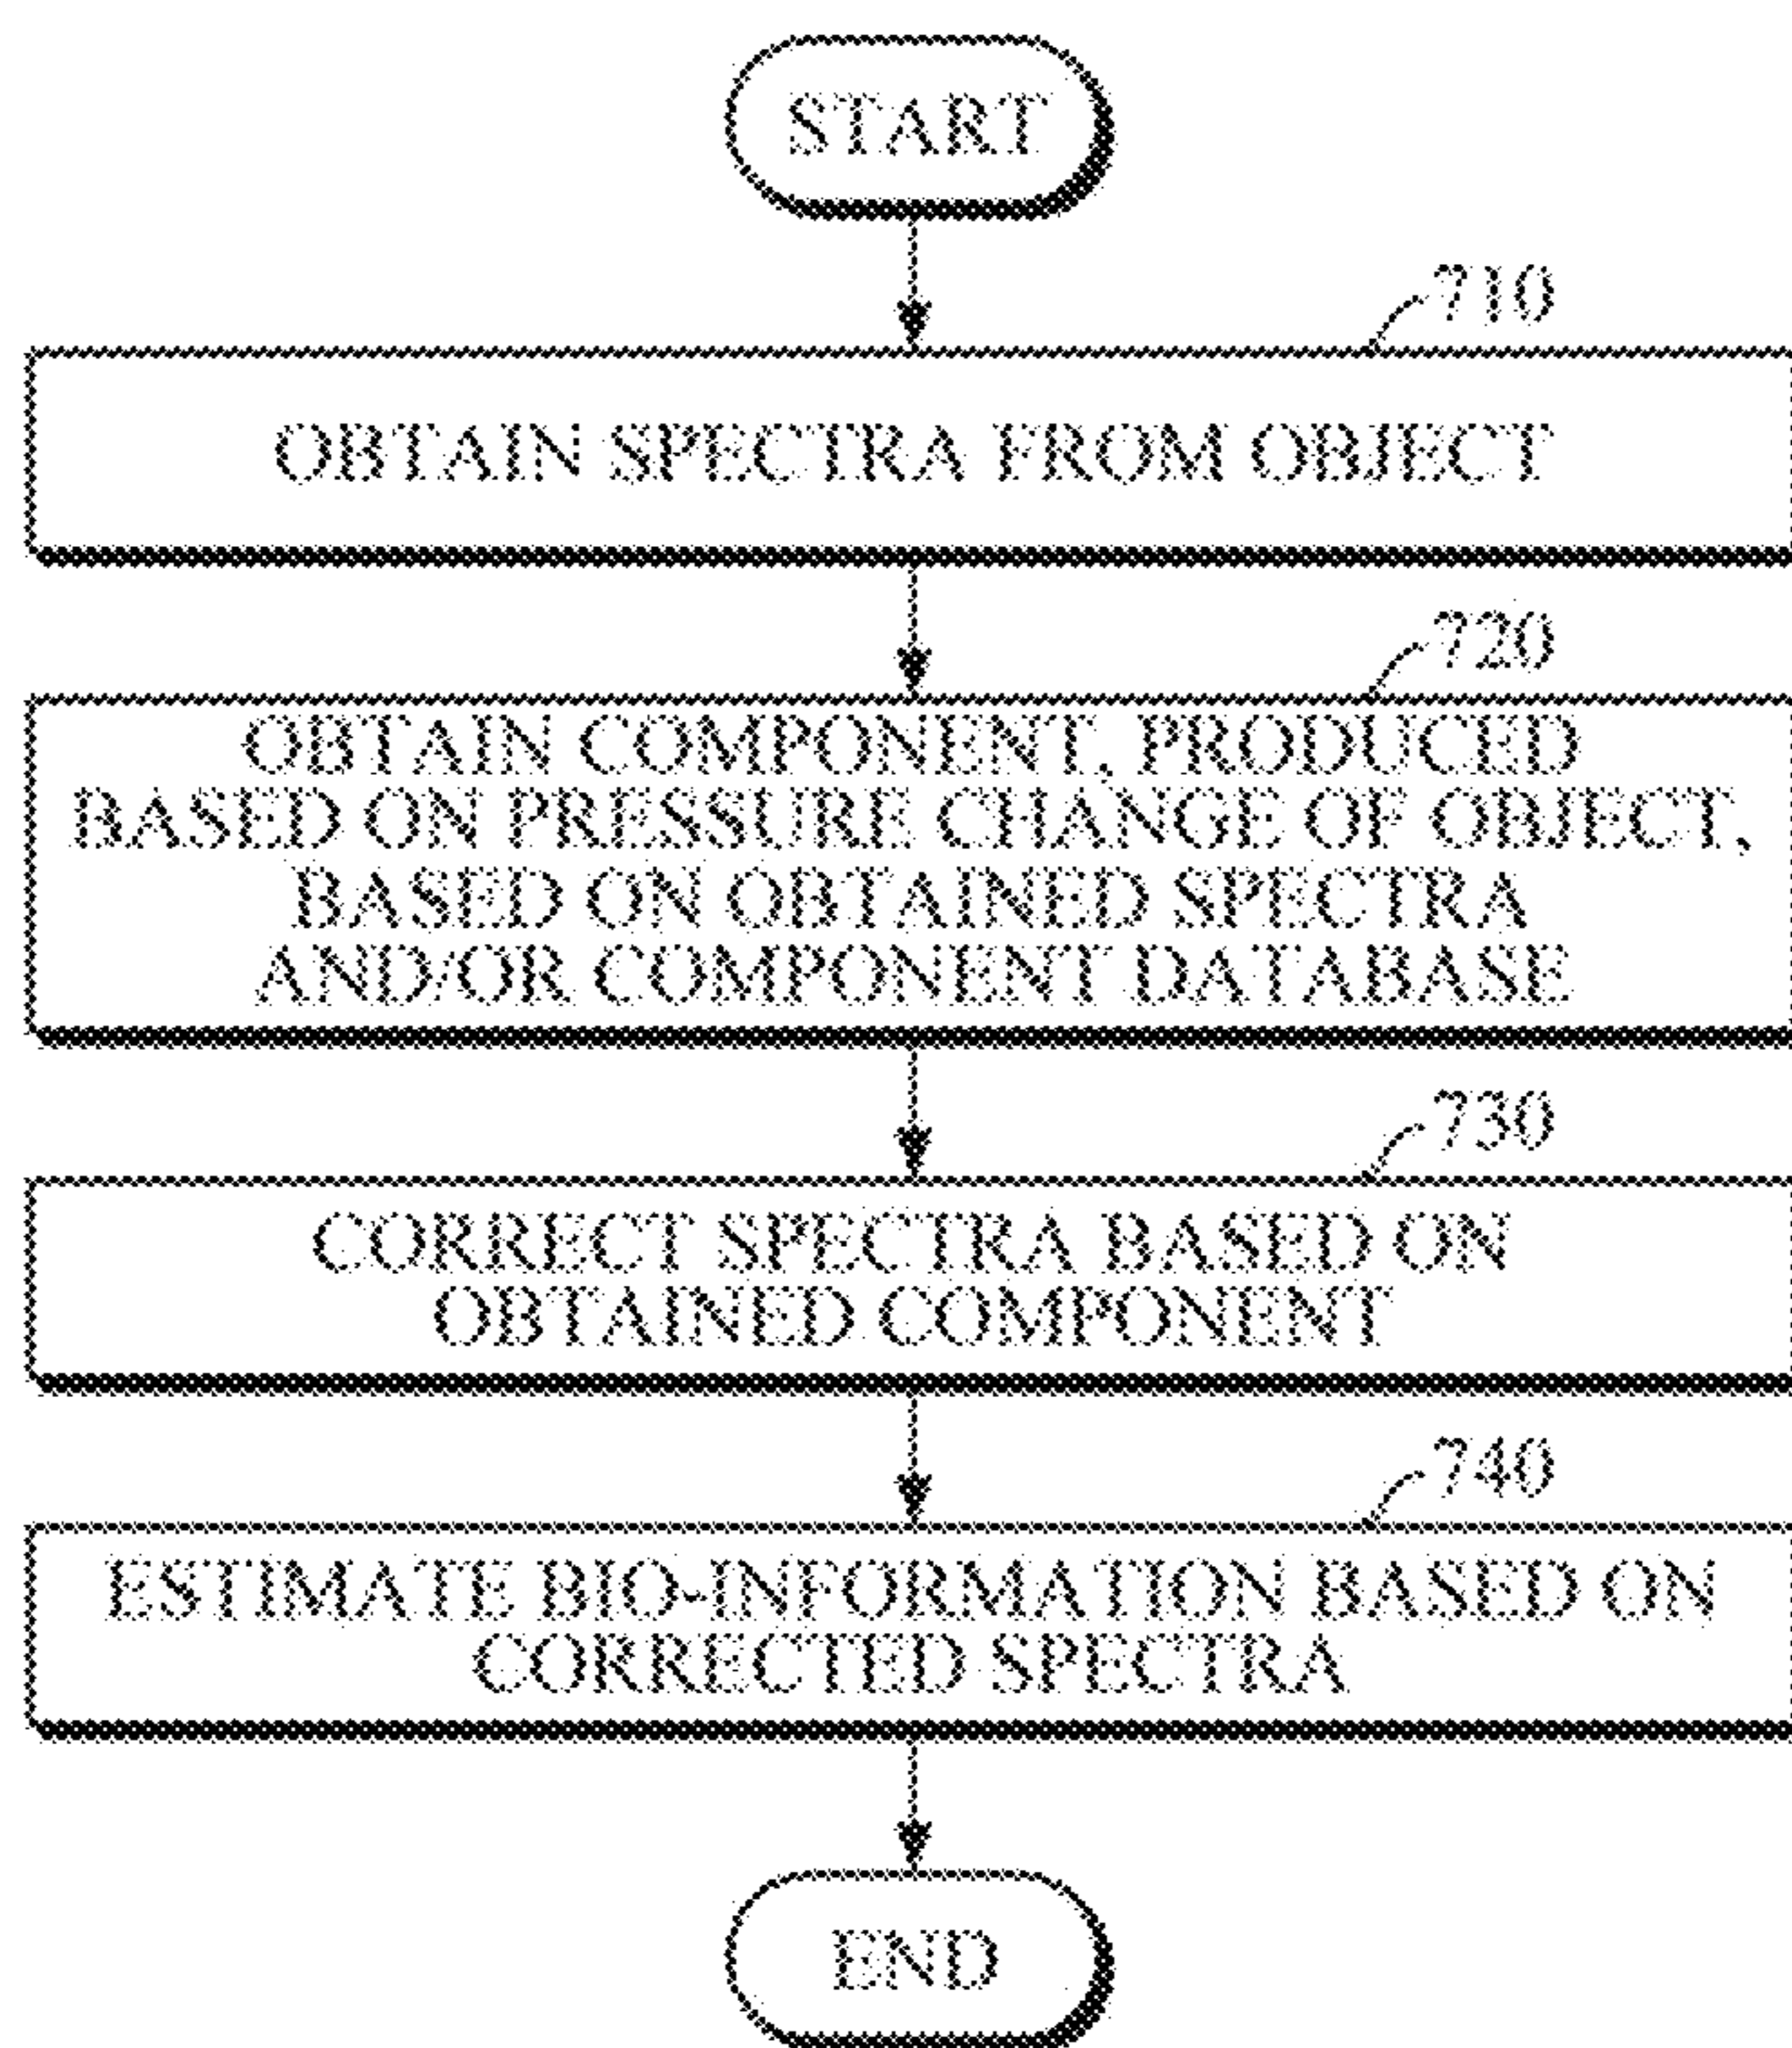 START
710
OBTAIN SPECTRA FROM OBJECT
720
OBTAIN COMPONENT, PRODUCED
BASED ON PRESSURE CHANGE OF OBJECT,
BASED ON OBTAINED SPECTRA
AND/OR COMPONENT DATABASE
730
CORRECT SPECTRA BASED ON
OBTAINED COMPONENT
740
ESTIMATE BIO-INFORMATION BASED ON
CORRECTED SPECTRA
END